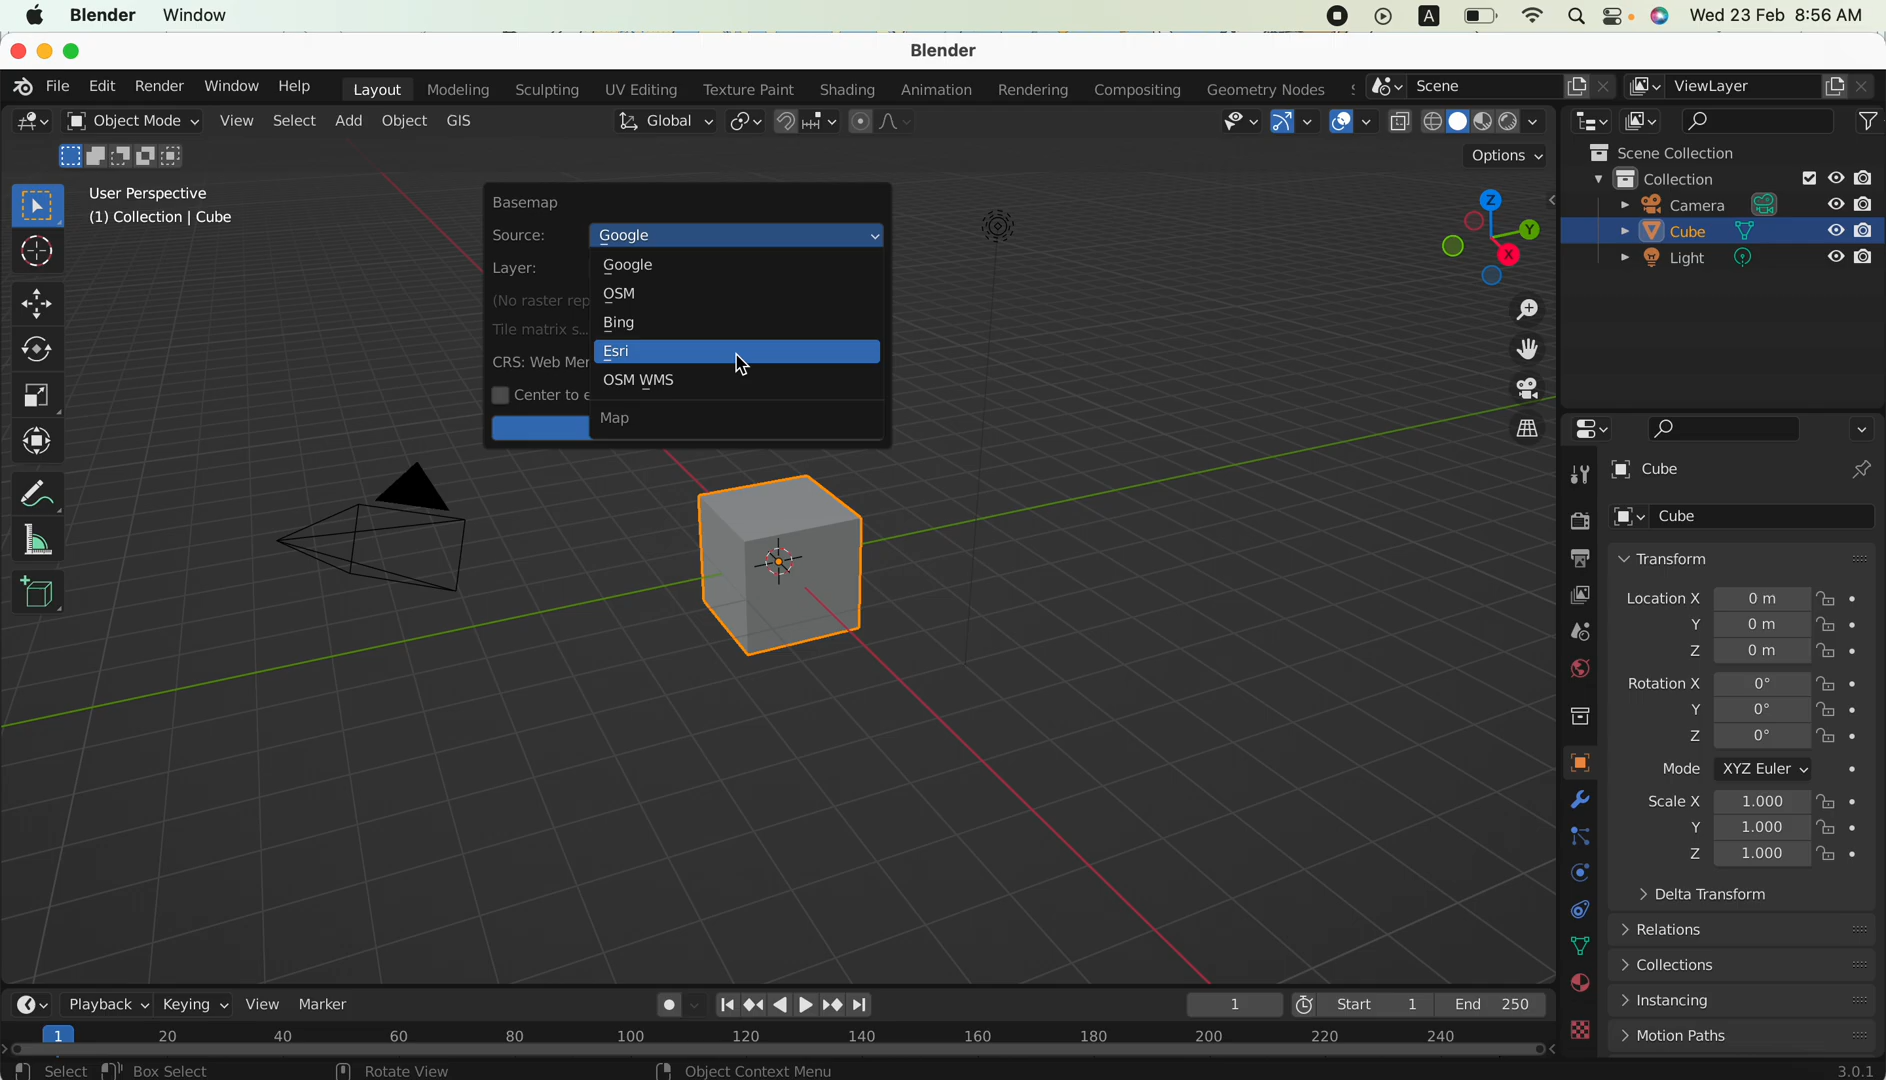 Blender Window A Wed 23 Feb 8:56 AM
Blender
File Edit Render Window Help Layout Modeling Sculpting UV Editing Texture Paint Shading Animation Rendering Compositing Geometry Nodes Scene ViewLayer
Object Mode View Select Add Object GIS Global
Options
User Perspective
(1) Collection | Cube
Basemap
Source: Google
Layer:
Google
OSM
(No raster rep
Bing
Tile matrix s...
Esri
CRS: Web Mer
OSM WMS
Center to e
Map
Z
Y
X
Scene Collection
Collection
Camera
Cube
Light
Cube
Cube
Transform
Location X 0 m
Y 0 m
Z 0 m
Rotation X 0°
Y 0°
Z 0°
Mode XYZ Euler
Scale X 1.000
Y 1.000
Z 1.000
Delta Transform
Relations
Collections
Instancing
Motion Paths
Playback Keying View Marker 1 Start 1 End 250
1 20 40 60 80 100 120 140 160 180 200 220 240
Select Box Select Rotate View Object Context Menu 3.0.1